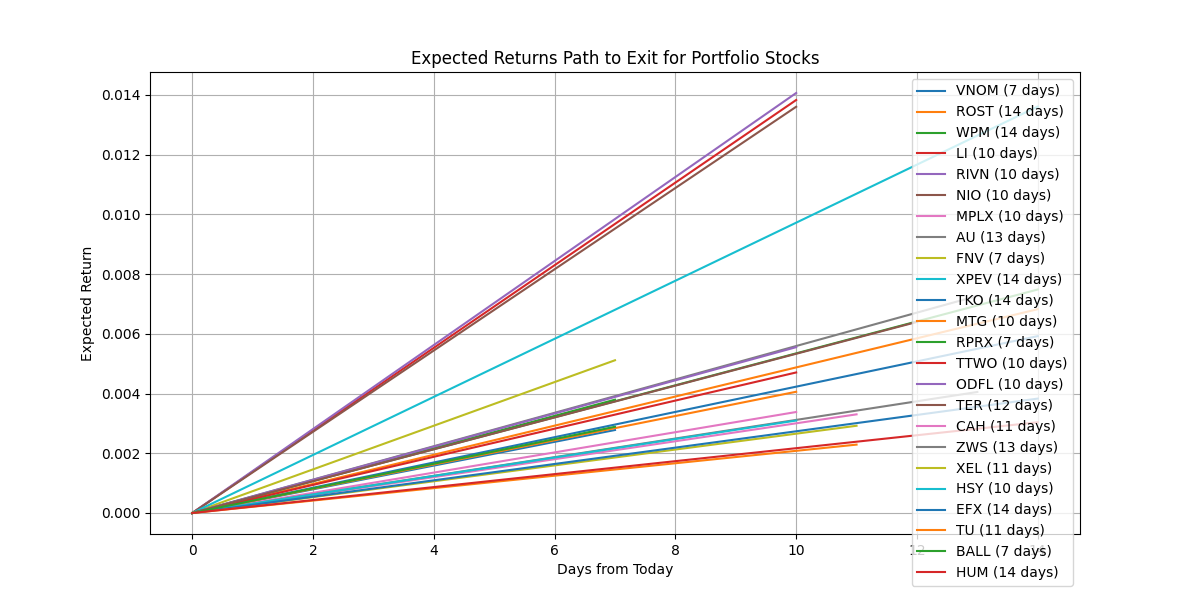 Expected Returns Path to Exit for Portfolio Stocks
Expected Return
0.014
0.012
0.010
0.008
0.006
0.004
0.002
0.000
0
2
4
6
8
10
12
14
Days from Today
VNOM (7 days)
ROST (14 days)
WPM (14 days)
LI (10 days)
RIVN (10 days)
NIO (10 days)
MPLX (10 days)
AU (13 days)
FNV (7 days)
XPEV (14 days)
TKO (14 days)
MTG (10 days)
RPRX (7 days)
TTWO (10 days)
ODFL (10 days)
TER (12 days)
CAH (11 days)
ZWS (13 days)
XEL (11 days)
HSY (10 days)
EFX (14 days)
TU (11 days)
BALL (7 days)
HUM (14 days)